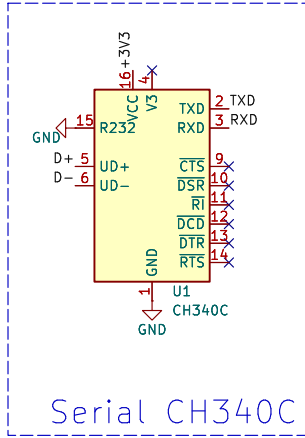 +3V3
16
4
VCC
V3
15
R232
GND
TXD
2
TXD
RXD
3
RXD
D+
5
UD+
D-
6
UD-
CTS
9
DSR
10
RI
11
DCD
12
DTR
13
RTS
14
GND
1
U1
CH340C
GND
Serial CH340C